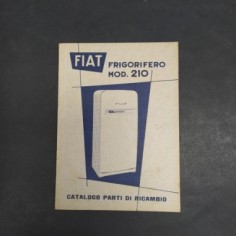 FIAT
FRIGORIFERO
MOD. 210
CATALOGO PARTI DI RICAMBIO